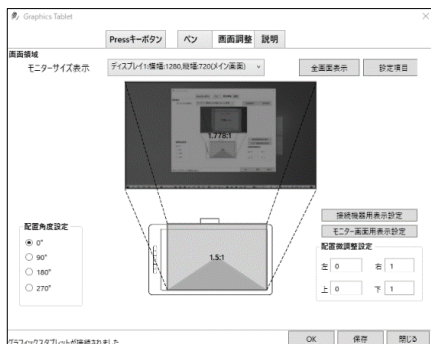 Graphics Tablet
Pressキーボタン ペン 画面調整 説明
画面領域
モニターサイズ表示 ディスプレイ1:横幅:1280,縦幅:720(メイン画面) 全画面表示 設定項目
1.778:1
接続機器用表示設定
モニター画面用表示設定
配置角度設定
0°
90°
180°
270°
1.5:1
配置微調整設定
左 0 右 1
上 0 下 1
グラフィックスタブレットが接続されました
OK 保存 閉じる